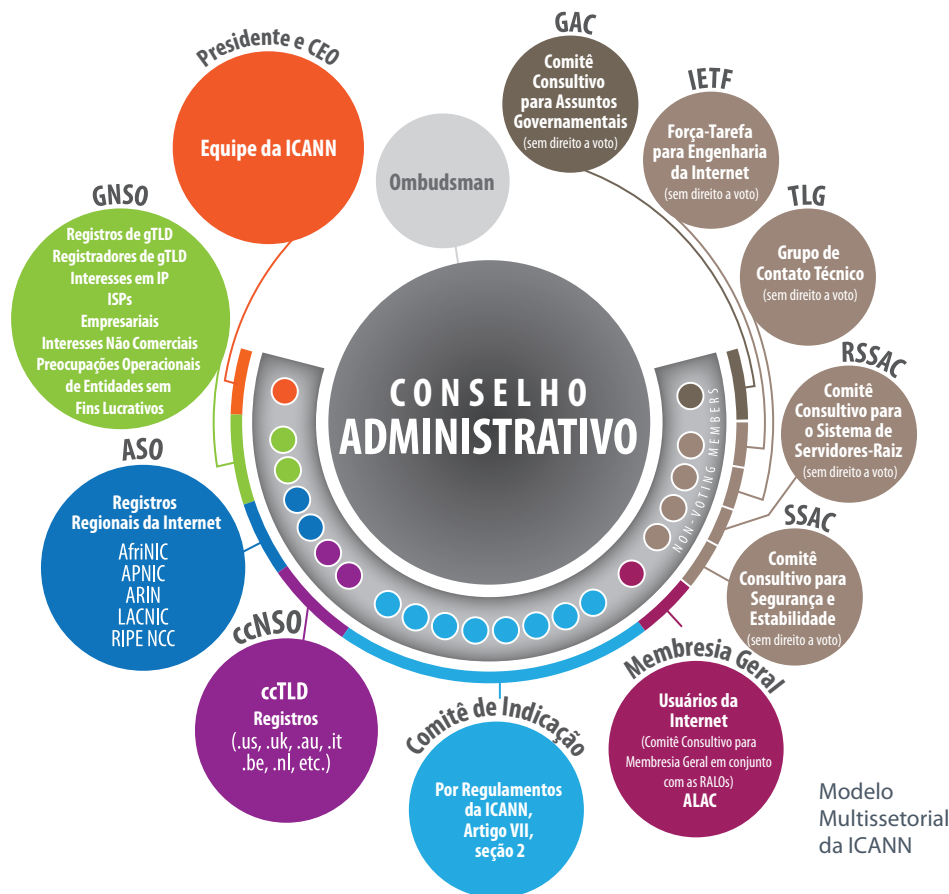 Presidente e CEO
Equipe da ICANN
Ombudsman
GAC
Comitê
Consultivo
para Assuntos
Governamentais
(sem direito a voto)
IETF
Força-Tarefa
para Engenharia
da Internet
(sem direito a voto)
TLG
Grupo de
Contato Técnico
(sem direito a voto)
RSSAC
Comitê
Consultivo para
o Sistema de
Servidores-Raiz
(sem direito a voto)
SSAC
Comitê
Consultivo para
Segurança e
Estabilidade
(sem direito a voto)
GNSO
Registros de gTLD
Registradores de gTLD
Interesses em IP
ISPs
Empresariais
Interesses Não Comerciais
Preocupações Operacionais
de Entidades sem
Fins Lucrativos
CONSELHO
ADMINISTRATIVO
NON-VOTING MEMBERS
ASO
Registros
Regionais da Internet
AfriNIC
APNIC
ARIN
LACNIC
RIPE NCC
ccNSO
ccTLD
Registros
(.us, .uk, .au, .it
.be, .nl, etc.)
Comitê de Indicação
Por Regulamentos
da ICANN,
Artigo VII,
seção 2
Membresia Geral
Usuários da
Internet
(Comitê Consultivo para
Membresia Geral em conjunto
com as RALOs)
ALAC
Modelo
Multissetorial
da ICANN